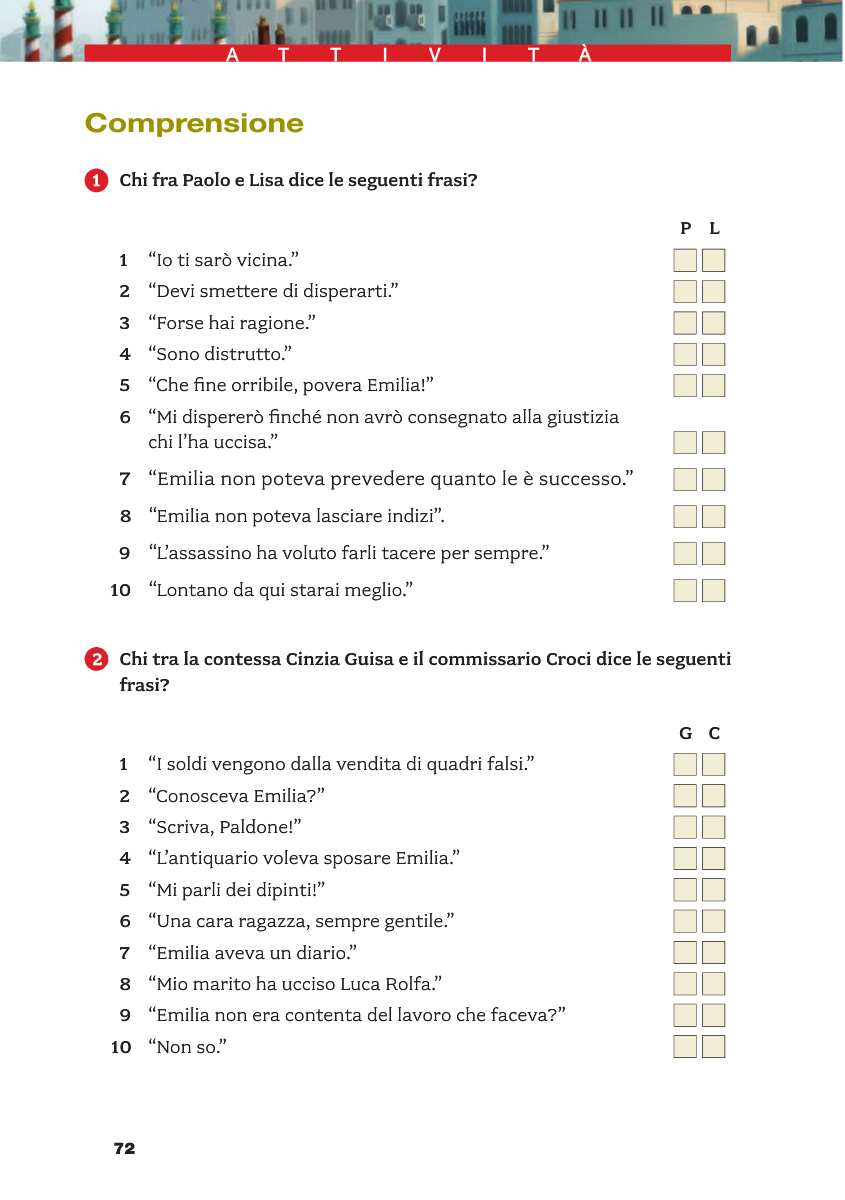 ATTIVITÀ
Comprensione
1 Chi fra Paolo e Lisa dice le seguenti frasi?
P L
1 “Io ti sarò vicina.”
2 “Devi smettere di disperarti.”
3 “Forse hai ragione.”
4 “Sono distrutto.”
5 “Che fine orribile, povera Emilia!”
6 “Mi dispererò finché non avrò consegnato alla giustizia
chi l’ha uccisa.”
7 “Emilia non poteva prevedere quanto le è successo.”
8 “Emilia non poteva lasciare indizi”.
9 “L’assassino ha voluto farli tacere per sempre.”
10 “Lontano da qui starai meglio.”
2 Chi tra la contessa Cinzia Guisa e il commissario Croci dice le seguenti
frasi?
G C
1 “I soldi vengono dalla vendita di quadri falsi.”
2 “Conosceva Emilia?”
3 “Scriva, Paldone!”
4 “L’antiquario voleva sposare Emilia.”
5 “Mi parli dei dipinti!”
6 “Una cara ragazza, sempre gentile.”
7 “Emilia aveva un diario.”
8 “Mio marito ha ucciso Luca Rolfa.”
9 “Emilia non era contenta del lavoro che faceva?”
10 “Non so.”
72